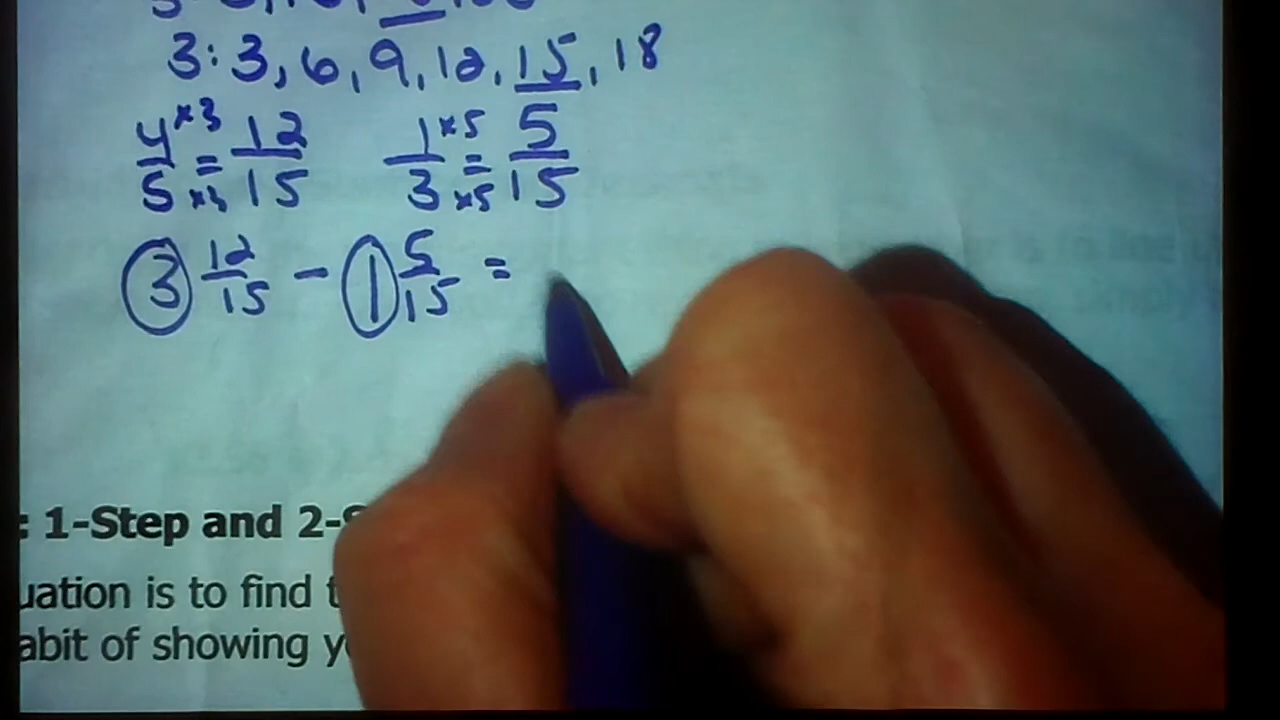 3: 3, 6, 9, 12, 15, 18
4/5 ×3 ×3 = 12/15 1/3 ×5 ×5 = 5/15
3 12/15 - 1 5/15 =
: 1-Step and 2-
uation is to find
abit of showing